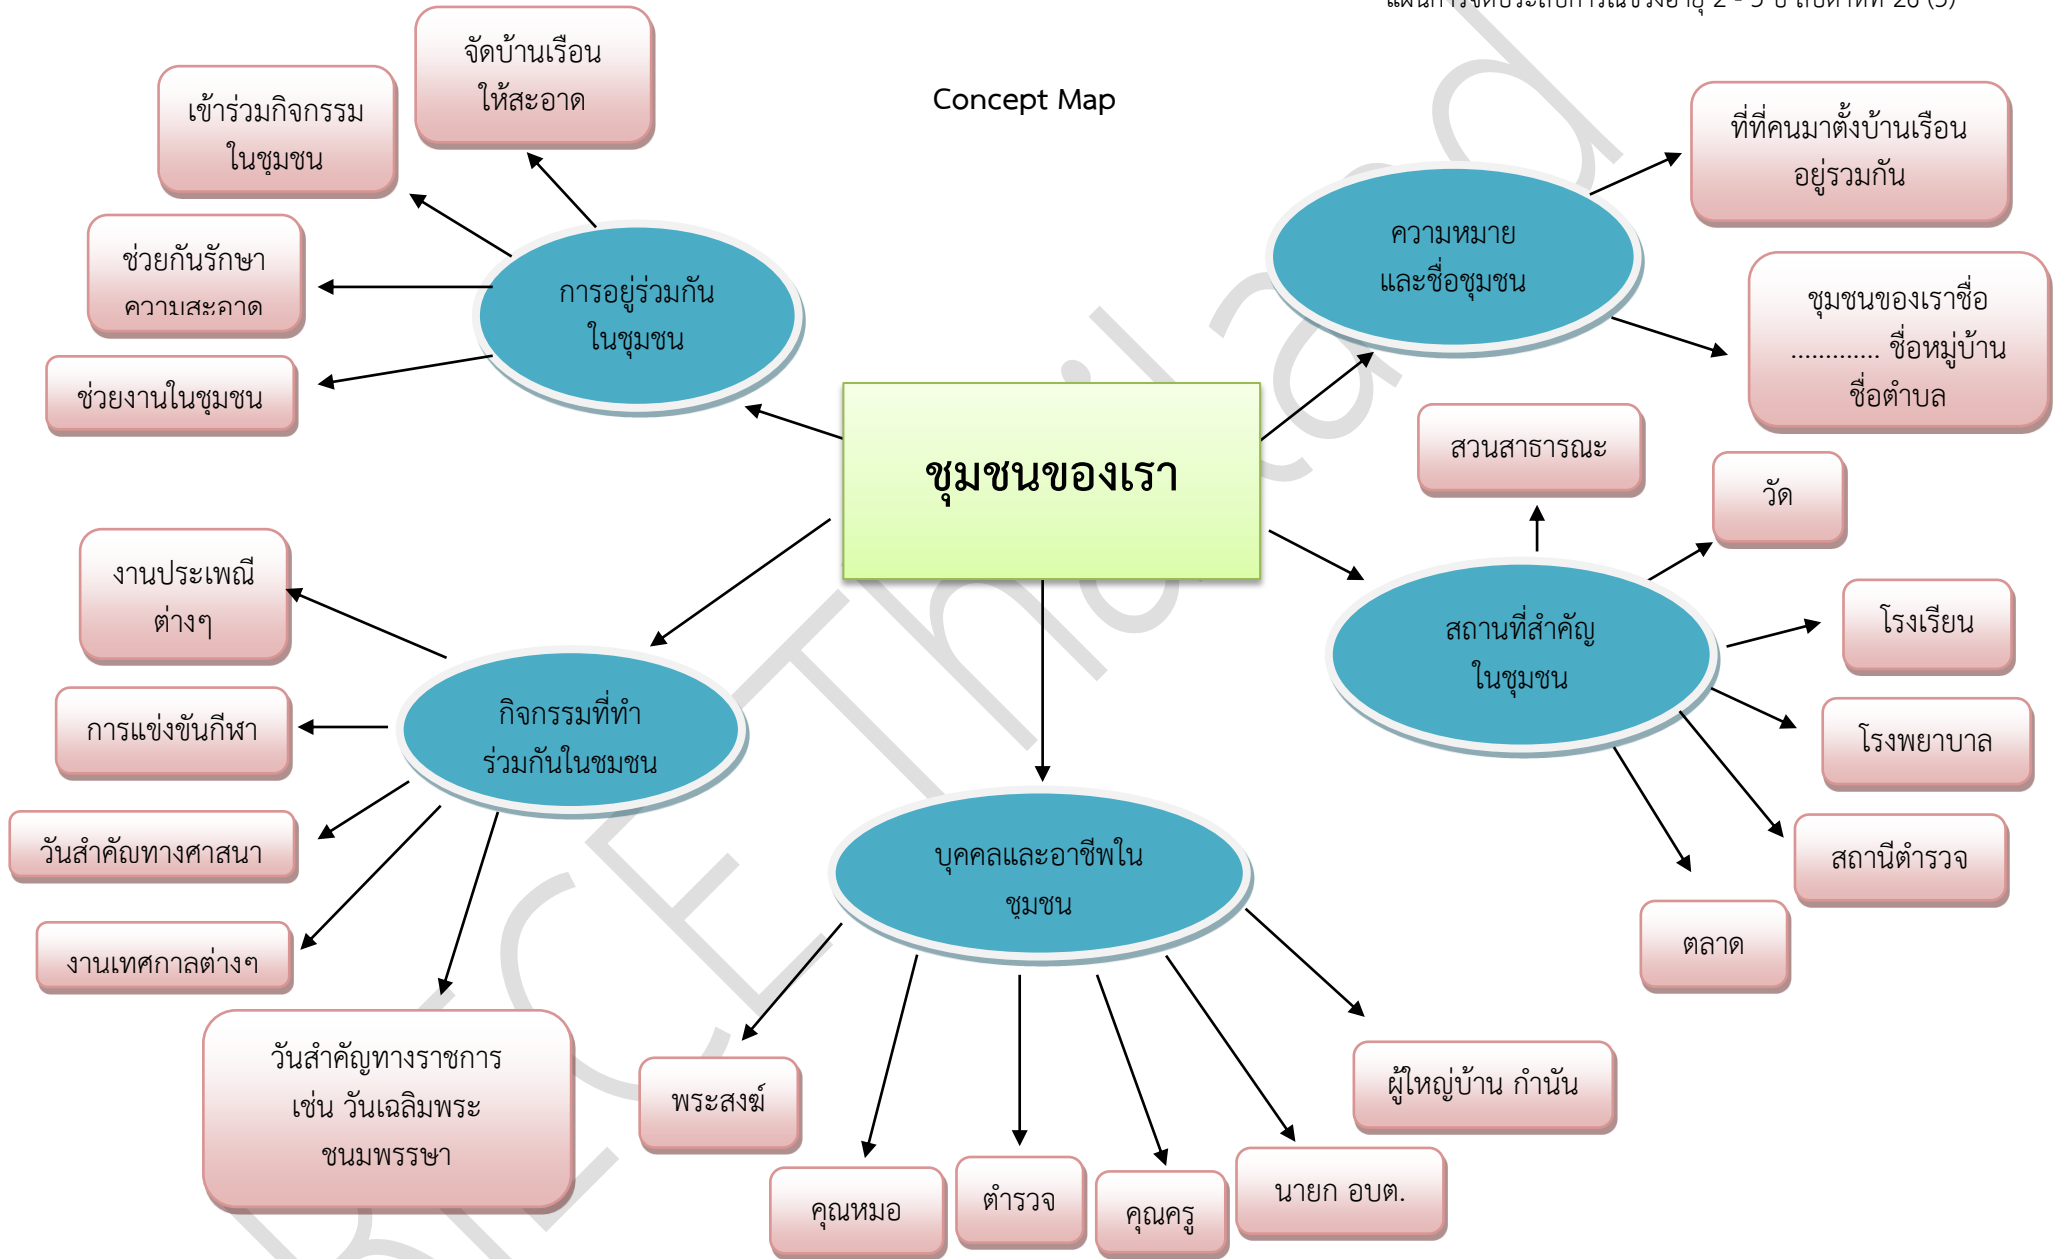 Concept Map
จัดบ้านเรือน
ให้สะอาด
เข้าร่วมกิจกรรม
ในชุมชน
ช่วยกันรักษา
ความสะอาด
ช่วยงานในชุมชน
การอยู่ร่วมกัน
ในชุมชน
ความหมาย
และชื่อชุมชน
ที่ที่คนมาตั้งบ้านเรือน
อยู่รวมกัน
ชุมชนของเราชื่อ
............. ชื่อหมู่บ้าน
ชื่อตำบล
ชุมชนของเรา
สวนสาธารณะ
วัด
โรงเรียน
โรงพยาบาล
สถานีตำรวจ
ตลาด
สถานที่สำคัญ
ในชุมชน
งานประเพณี
ต่างๆ
การแข่งขันกีฬา
วันสำคัญทางศาสนา
งานเทศกาลต่างๆ
วันสำคัญทางราชการ
เช่น วันเฉลิมพระ
ชนมพรรษา
กิจกรรมที่ทำ
ร่วมกันในชมชน
บุคคลและอาชีพใน
ชุมชน
พระสงฆ์
คุณหมอ
ตำรวจ
คุณครู
นายก อบต.
ผู้ใหญ่บ้าน กำนัน